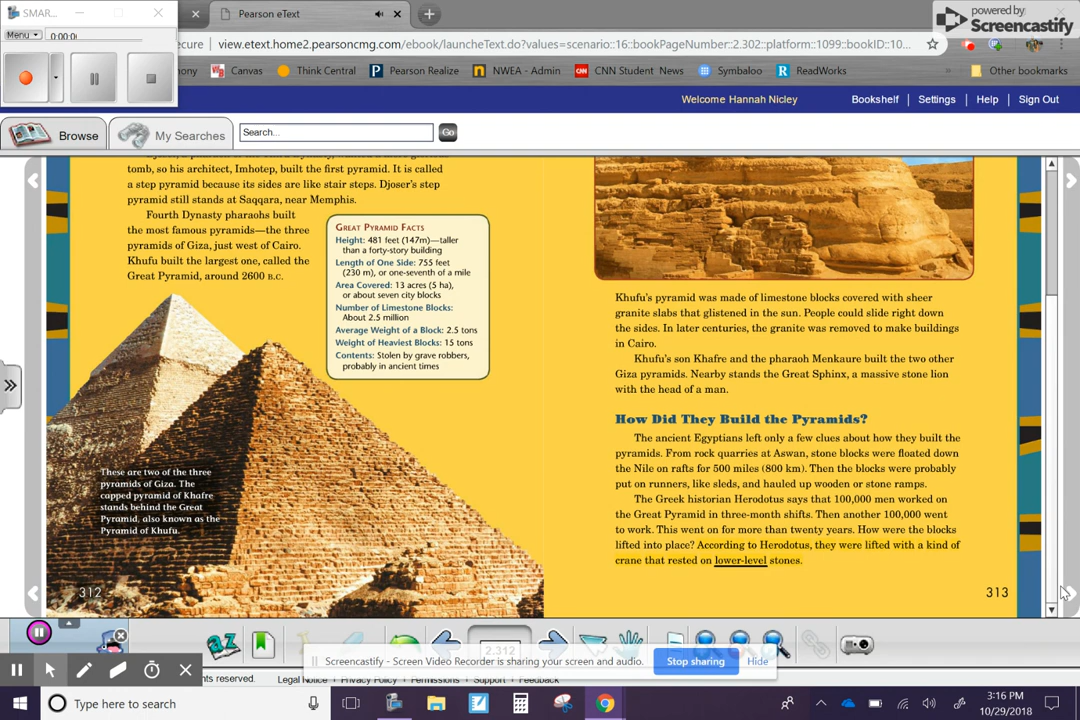 SMAR...
Menu
0:00:0
Pearson eText
powered by
Screencastify
ecure
view.etext.home2.pearsoncmg.com/ebook/launcheText.do?values=scenario::16::bookPageNumber::2.302::platform::1099::bookID::10...
ony
Canvas
Think Central
Pearson Realize
NWEA - Admin
CNN Student News
Symbaloo
ReadWorks
Other bookmarks
Welcome Hannah Nicley
Bookshelf
Settings
Help
Sign Out
Browse
My Searches
Search...
Go
tomb, so his architect, Imhotep, built the first pyramid. It is called
a step pyramid because its sides are like stair steps. Djoser's step
pyramid still stands at Saqqara, near Memphis.
Fourth Dynasty pharaohs built
the most famous pyramids—the three
pyramids of Giza, just west of Cairo.
Khufu built the largest one, called the
Great Pyramid, around 2600 B.C.
GREAT PYRAMID FACTS
Height: 481 feet (147m)—taller
than a forty-story building
Length of One Side: 755 feet
(230 m), or one-seventh of a mile
Area Covered: 13 acres (5 ha),
or about seven city blocks
Number of Limestone Blocks:
About 2.5 million
Average Weight of a Block: 2.5 tons
Weight of Heaviest Blocks: 15 tons
Contents: Stolen by grave robbers,
probably in ancient times
These are two of the three
pyramids of Giza. The
capped pyramid of Khafre
stands behind the Great
Pyramid, also known as the
Pyramid of Khufu.
312
Khufu's pyramid was made of limestone blocks covered with sheer
granite slabs that glistened in the sun. People could slide right down
the sides. In later centuries, the granite was removed to make buildings
in Cairo.
Khufu's son Khafre and the pharaoh Menkaure built the two other
Giza pyramids. Nearby stands the Great Sphinx, a massive stone lion
with the head of a man.
How Did They Build the Pyramids?
The ancient Egyptians left only a few clues about how they built the
pyramids. From rock quarries at Aswan, stone blocks were floated down
the Nile on rafts for 500 miles (800 km). Then the blocks were probably
put on runners, like sleds, and hauled up wooden or stone ramps.
The Greek historian Herodotus says that 100,000 men worked on
the Great Pyramid in three-month shifts. Then another 100,000 went
to work. This went on for more than twenty years. How were the blocks
lifted into place? According to Herodotus, they were lifted with a kind of
crane that rested on lower-level stones.
313
a z
2.312
Screencastify - Screen Video Recorder is sharing your screen and audio.
Stop sharing
Hide
hts reserved.
Legal Notice
Privacy Policy
Permissions
Support
Feedback
Type here to search
3:16 PM
10/29/2018